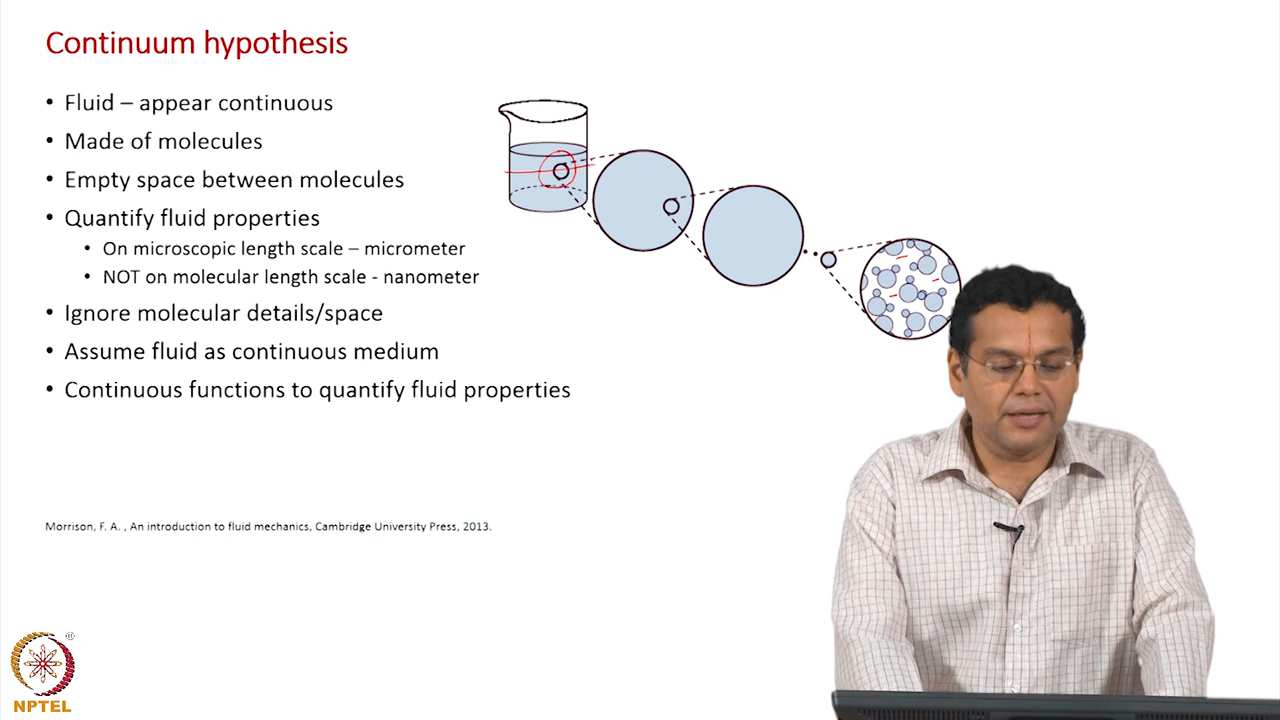 Continuum hypothesis
• Fluid – appear continuous
• Made of molecules
• Empty space between molecules
• Quantify fluid properties
• On microscopic length scale – micrometer
• NOT on molecular length scale - nanometer
• Ignore molecular details/space
• Assume fluid as continuous medium
• Continuous functions to quantify fluid properties
Morrison, F. A. , An introduction to fluid mechanics, Cambridge University Press, 2013.
®
NPTEL